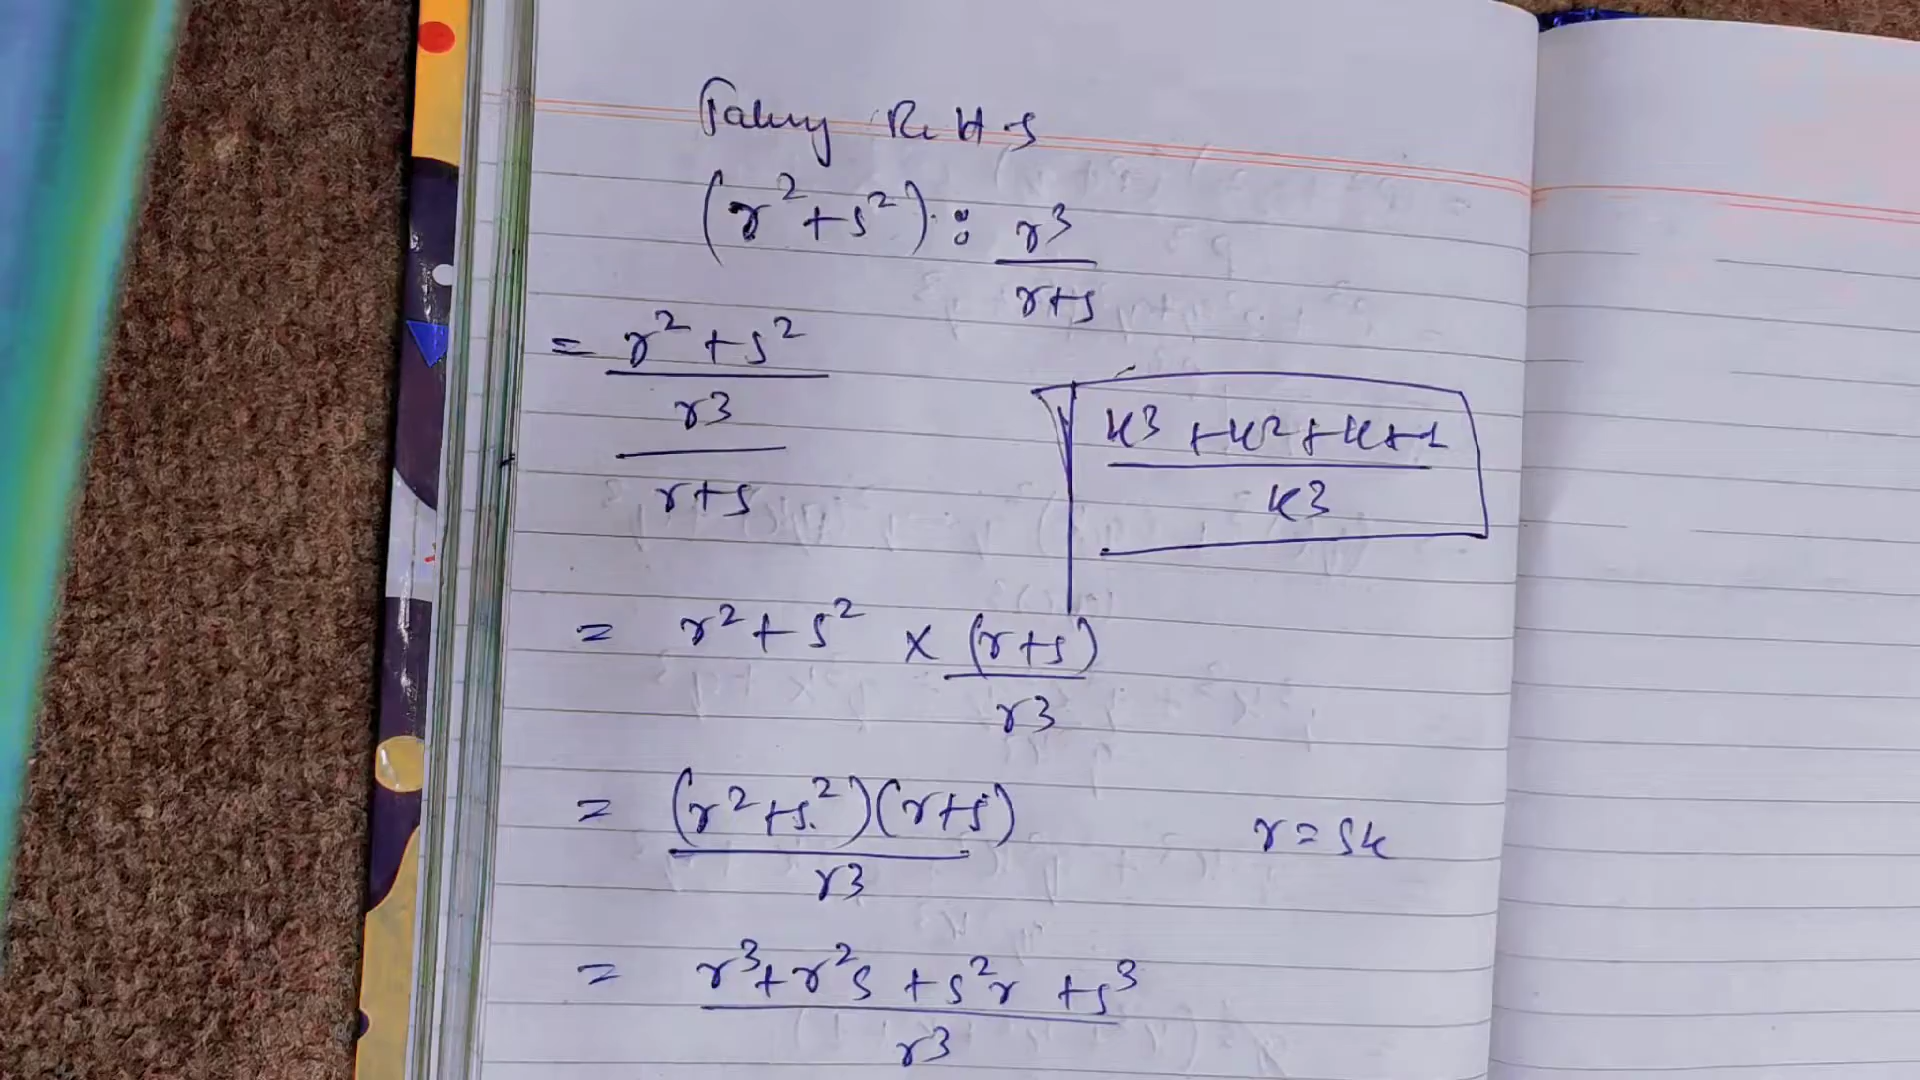 Taking R.H.S
(r²+s²) : r³/(r+s)
= (r²+s²)/(r³/(r+s))
(k³+k²+k+1)/k³
= r²+s² × (r+s)/r³
= (r²+s²)(r+s)/r³
r=sk
= (r³+r²s+s²r+s³)/r³